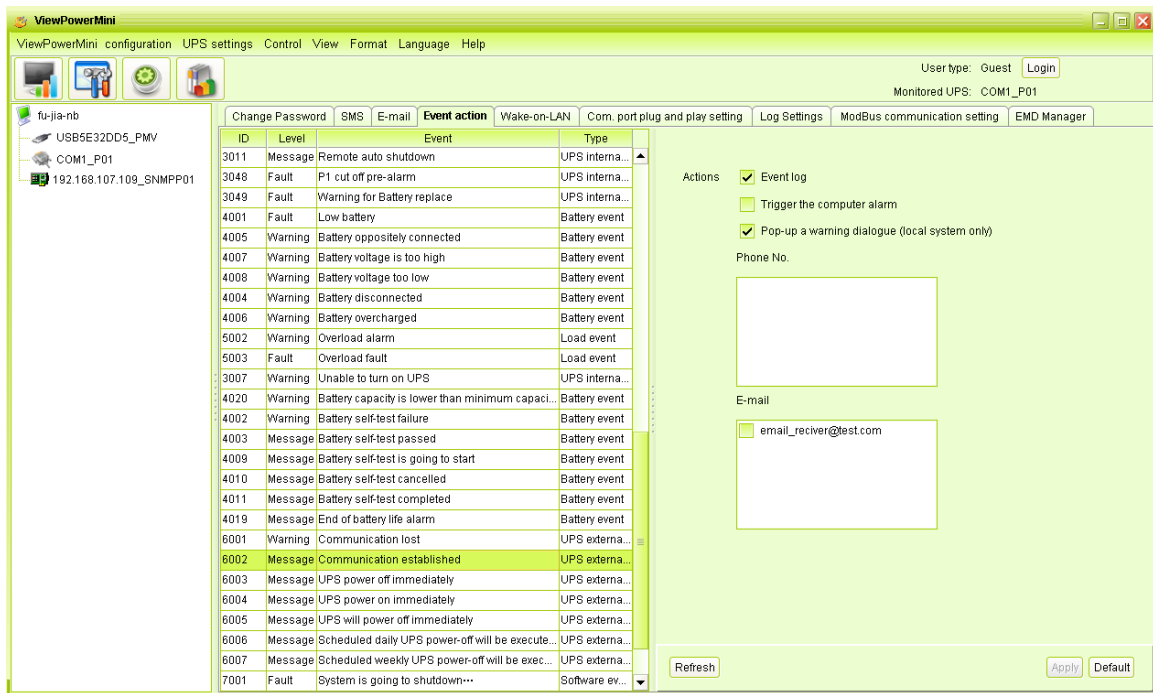 ViewPowerMini
ViewPowerMini configuration UPS settings Control View Format Language Help
User type: Guest Login
Monitored UPS: COM1_P01
fu-jia-nb
USB5E32DD5_PMV
COM1_P01
192.168.107.109_SNMPP01
Change Password SMS E-mail Event action Wake-on-LAN Com. port plug and play setting Log Settings ModBus communication setting EMD Manager
ID Level Event Type
3011 Message Remote auto shutdown UPS interna...
3048 Fault P1 cut off pre-alarm UPS interna...
3049 Fault Warning for Battery replace UPS interna...
4001 Fault Low battery Battery event
4005 Warning Battery oppositely connected Battery event
4007 Warning Battery voltage is too high Battery event
4008 Warning Battery voltage too low Battery event
4004 Warning Battery disconnected Battery event
4006 Warning Battery overcharged Battery event
5002 Warning Overload alarm Load event
5003 Fault Overload fault Load event
3007 Warning Unable to turn on UPS UPS interna...
4020 Warning Battery capacity is lower than minimum capaci... Battery event
4002 Warning Battery self-test failure Battery event
4003 Message Battery self-test passed Battery event
4009 Message Battery self-test is going to start Battery event
4010 Message Battery self-test cancelled Battery event
4011 Message Battery self-test completed Battery event
4019 Message End of battery life alarm Battery event
6001 Warning Communication lost UPS externa...
6002 Message Communication established UPS externa...
6003 Message UPS power off immediately UPS externa...
6004 Message UPS power on immediately UPS externa...
6005 Message UPS will power off immediately UPS externa...
6006 Message Scheduled daily UPS power-off will be execute... UPS externa...
6007 Message Scheduled weekly UPS power-off will be exec... UPS externa...
7001 Fault System is going to shutdown··· Software ev...
Actions Event log
Trigger the computer alarm
Pop-up a warning dialogue (local system only)
Phone No.
E-mail
email_reciver@test.com
Refresh Apply Default